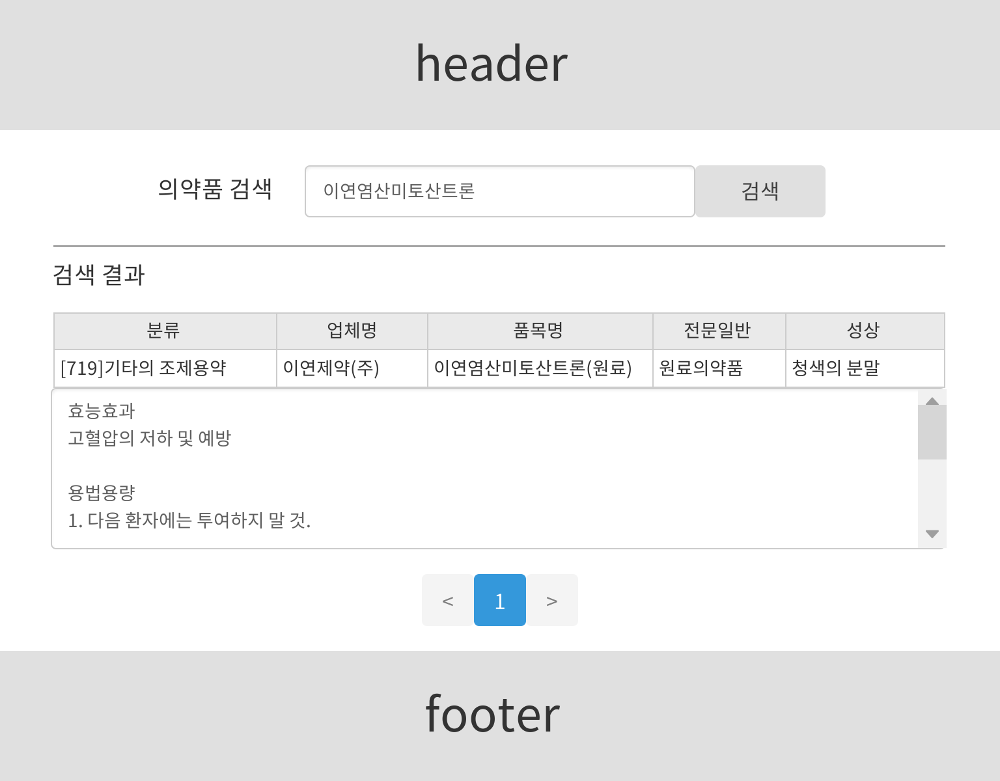 header
의약품 검색
이연염산미토산트론
검색
검색 결과
분류 업체명 품목명 전문일반 성상
[719]기타의 조제용약 이연제약(주) 이연염산미토산트론(원료) 원료의약품 청색의 분말
효능효과
고혈압의 저하 및 예방
용법용량
1. 다음 환자에는 투여하지 말 것.
< 1 >
footer